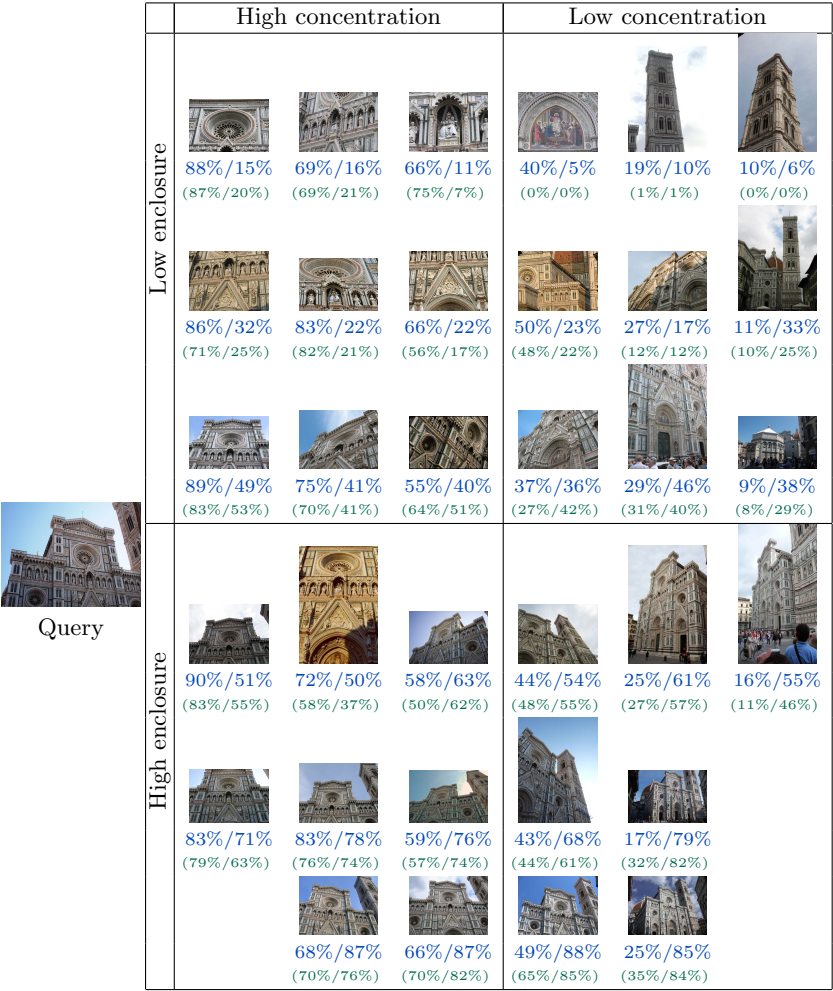 High concentration Low concentration
Low enclosure
88%/15% 69%/16% 66%/11% 40%/5% 19%/10% 10%/6%
(87%/20%) (69%/21%) (75%/7%) (0%/0%) (1%/1%) (0%/0%)
86%/32% 83%/22% 66%/22% 50%/23% 27%/17% 11%/33%
(71%/25%) (82%/21%) (56%/17%) (48%/22%) (12%/12%) (10%/25%)
89%/49% 75%/41% 55%/40% 37%/36% 29%/46% 9%/38%
(83%/53%) (70%/41%) (64%/51%) (27%/42%) (31%/40%) (8%/29%)
Query
High enclosure
90%/51% 72%/50% 58%/63% 44%/54% 25%/61% 16%/55%
(83%/55%) (58%/37%) (50%/62%) (48%/55%) (27%/57%) (11%/46%)
83%/71% 83%/78% 59%/76% 43%/68% 17%/79%
(79%/63%) (76%/74%) (57%/74%) (44%/61%) (32%/82%)
68%/87% 66%/87% 49%/88% 25%/85%
(70%/76%) (70%/82%) (65%/85%) (35%/84%)